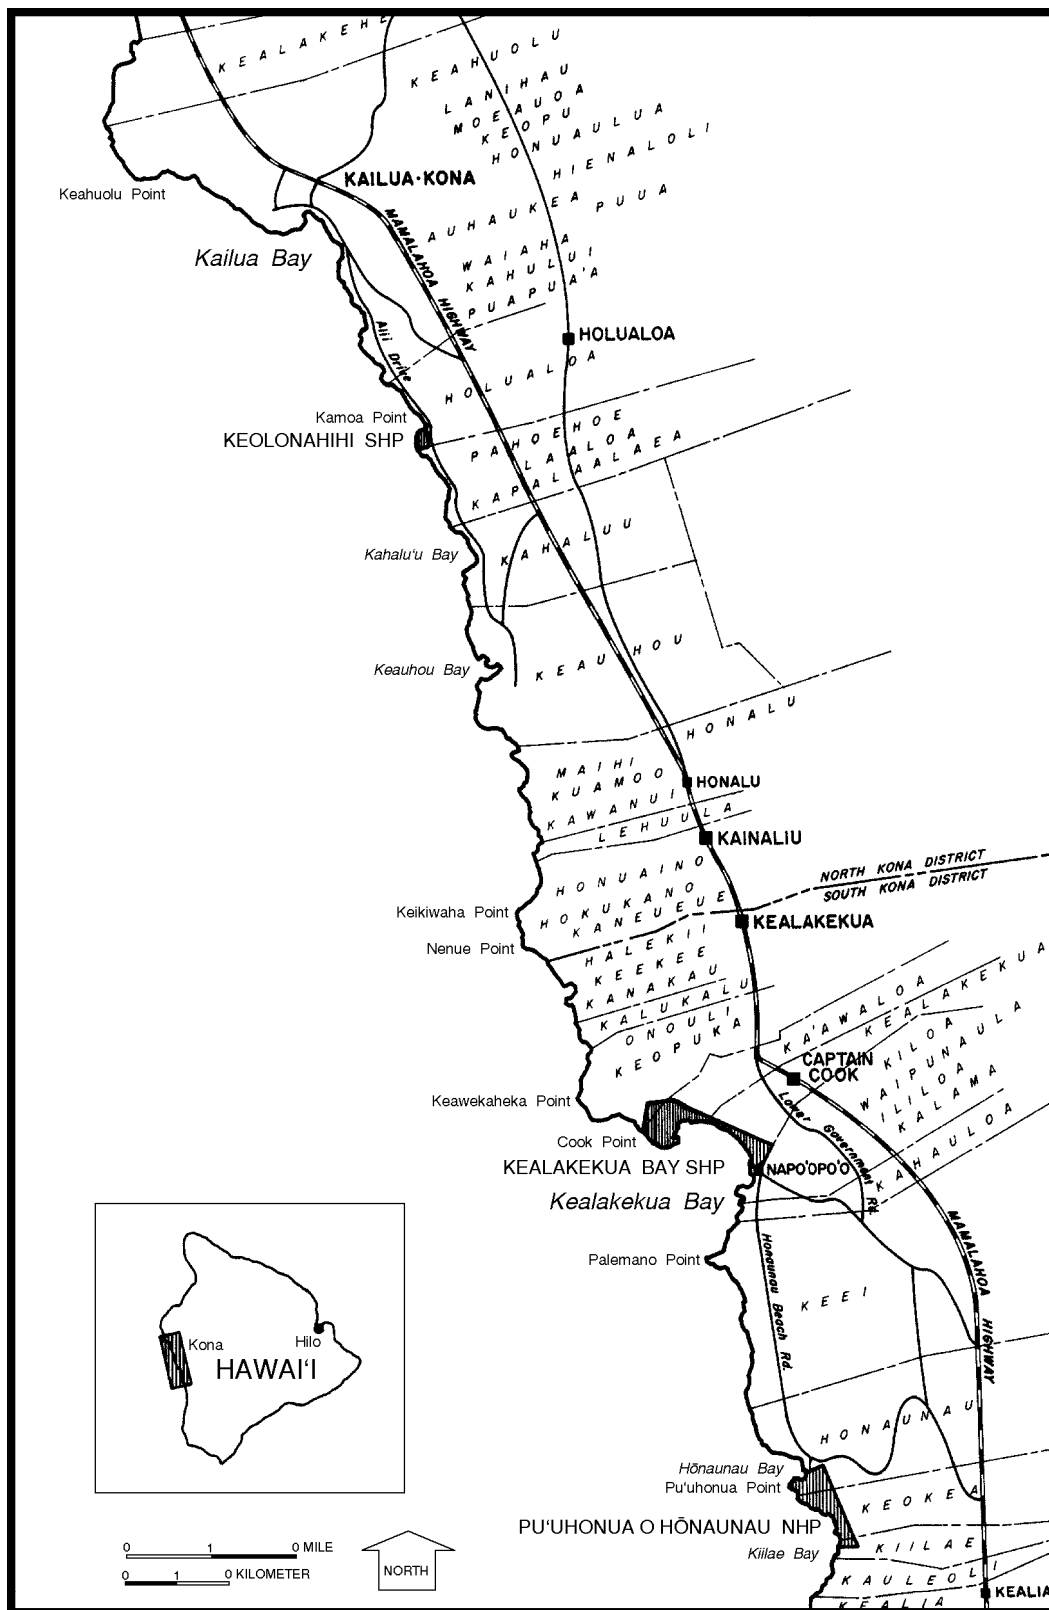 KEALAKEHE
KEAHUOLU
LANIHAU
MOEAUOA
KEOPU
HONUAULUA
HIENALOLI
KAILUA·KONA
Keahuolu Point
PUUA
AUHAUKEA
MAMALAHOA HIGHWAY
Kailua Bay
WAIAHA
KAHULUI
PUAPUA'A
Alii Drive
HOLUALOA
HOLUALOA
Kamoa Point
KEOLONAHIHI SHP
PAHOEHOE
LAALOA
KAPALAALAEA
Kahalu‘u Bay
KAHALUU
Keauhou Bay
KEAUHOU
HONALU
MAIHI
KUAMOO
HONALU
KAWANUI
LEHUULA
KAINALIU
NORTH KONA DISTRICT
SOUTH KONA DISTRICT
HONUAINO
HOKUKANO
KANEUEUE
Keikiwaha Point
KEALAKEKUA
Nenue Point
HALEKII
KEEKEE
KANAKAU
KALUKALU
ONOULI
KEOPUKA
KA'AWALOA
KEALAKEKUA
KILOA
WAIPUNAULA
ILILOA
KALAMA
KAHAULOA
CAPTAIN
COOK
Keawekaheka Point
Lower Government Rd.
Cook Point
KEALAKEKUA BAY SHP
NAPO'OPO'O
Kealakekua Bay
MAMALAHOA HIGHWAY
Palemano Point
Honaunau Beach Rd.
KEEI
Kona
Hilo
HAWAI‘I
HONAUNAU
Hōnaunau Bay
Pu‘uhonua Point
KEOKEA
PU‘UHONUA O HŌNAUNAU NHP
Kiilae Bay
KIILAE
KAULEOLI
KEALIA
KEALIA
0 1 0 MILE
0 1 0 KILOMETER
NORTH